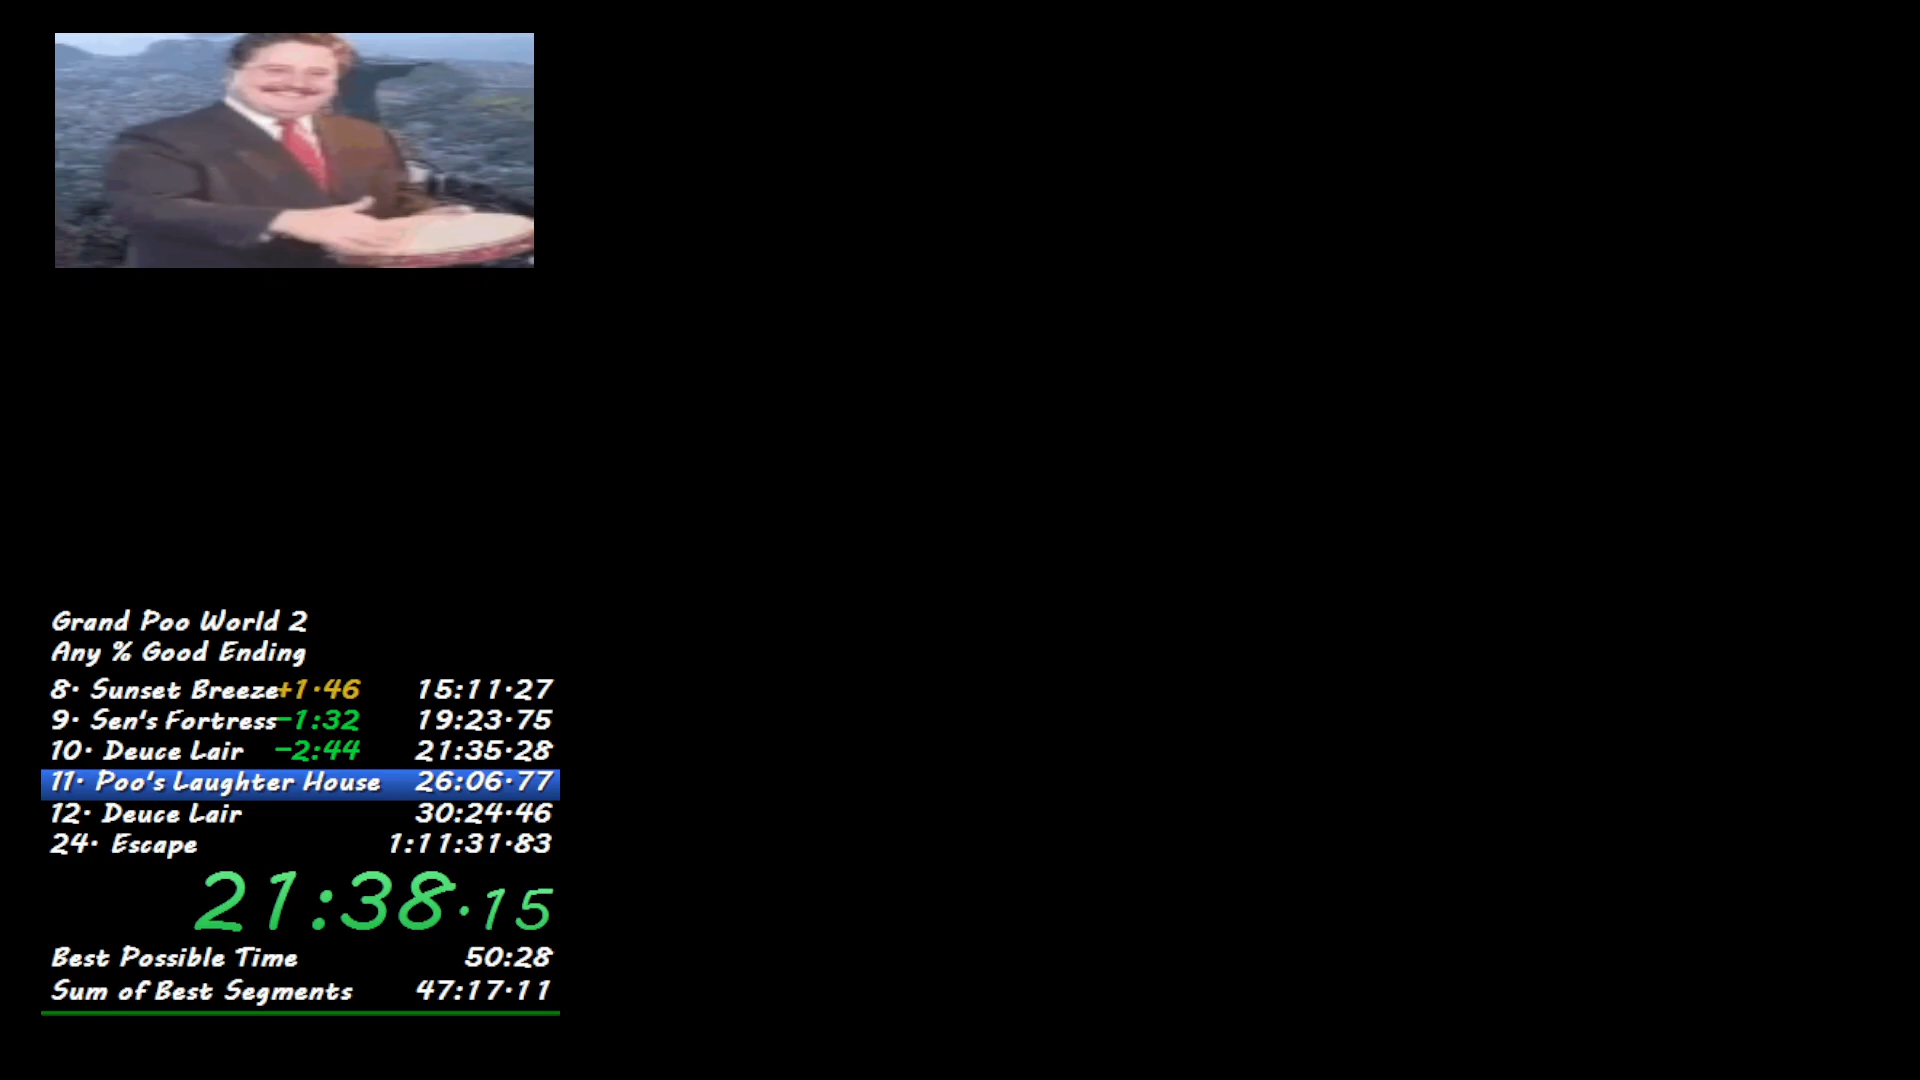 Grand Poo World 2
Any % Good Ending
8. Sunset Breeze +1.46 15:11.27
9. Sen's Fortress -1:32 19:23.75
10. Deuce Lair -2:44 21:35.28
11. Poo's Laughter House 26:06.77
12. Deuce Lair 30:24.46
24. Escape 1:11:31.83
21:38.15
Best Possible Time 50:28
Sum of Best Segments 47:17.11